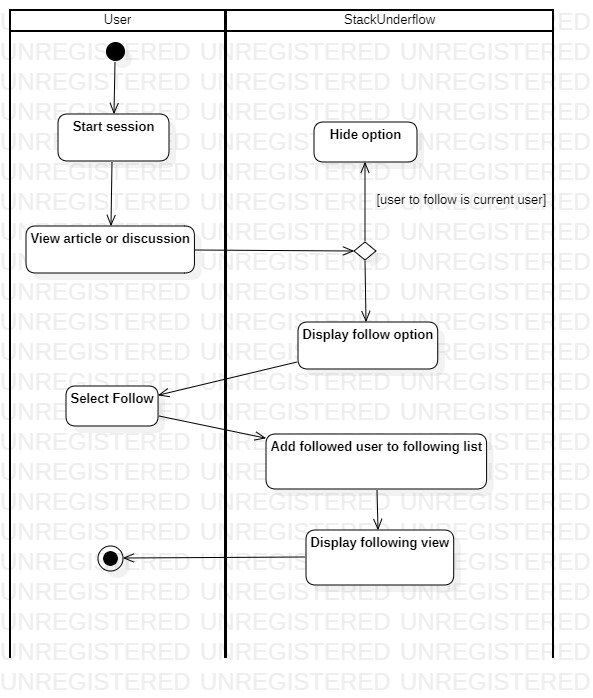 User
StackUnderflow
Start session
Hide option
[user to follow is current user]
View article or discussion
Display follow option
Select Follow
Add followed user to following list
Display following view
UNREGISTERED